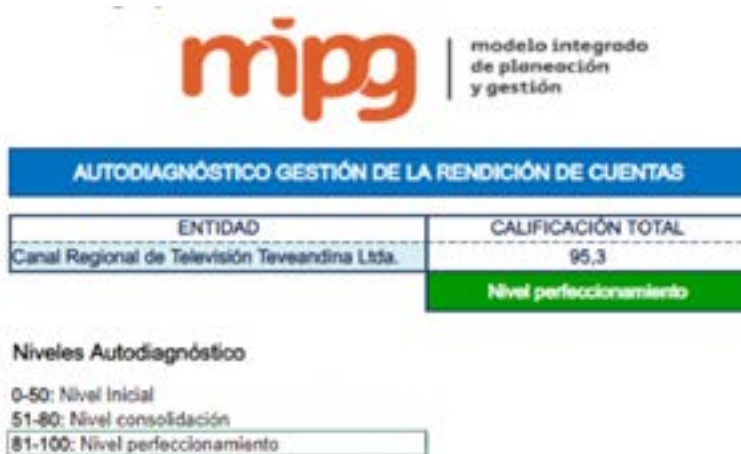 mipg
modelo integrado
de planeación
y gestión
AUTODIAGNÓSTICO GESTIÓN DE LA RENDICIÓN DE CUENTAS
ENTIDAD CALIFICACIÓN TOTAL
Canal Regional de Televisión Teveandina Ltda. 95,3
Nivel perfeccionamiento
Niveles Autodiagnóstico
0-50: Nivel Inicial
51-80: Nivel consolidación
81-100: Nivel perfeccionamiento